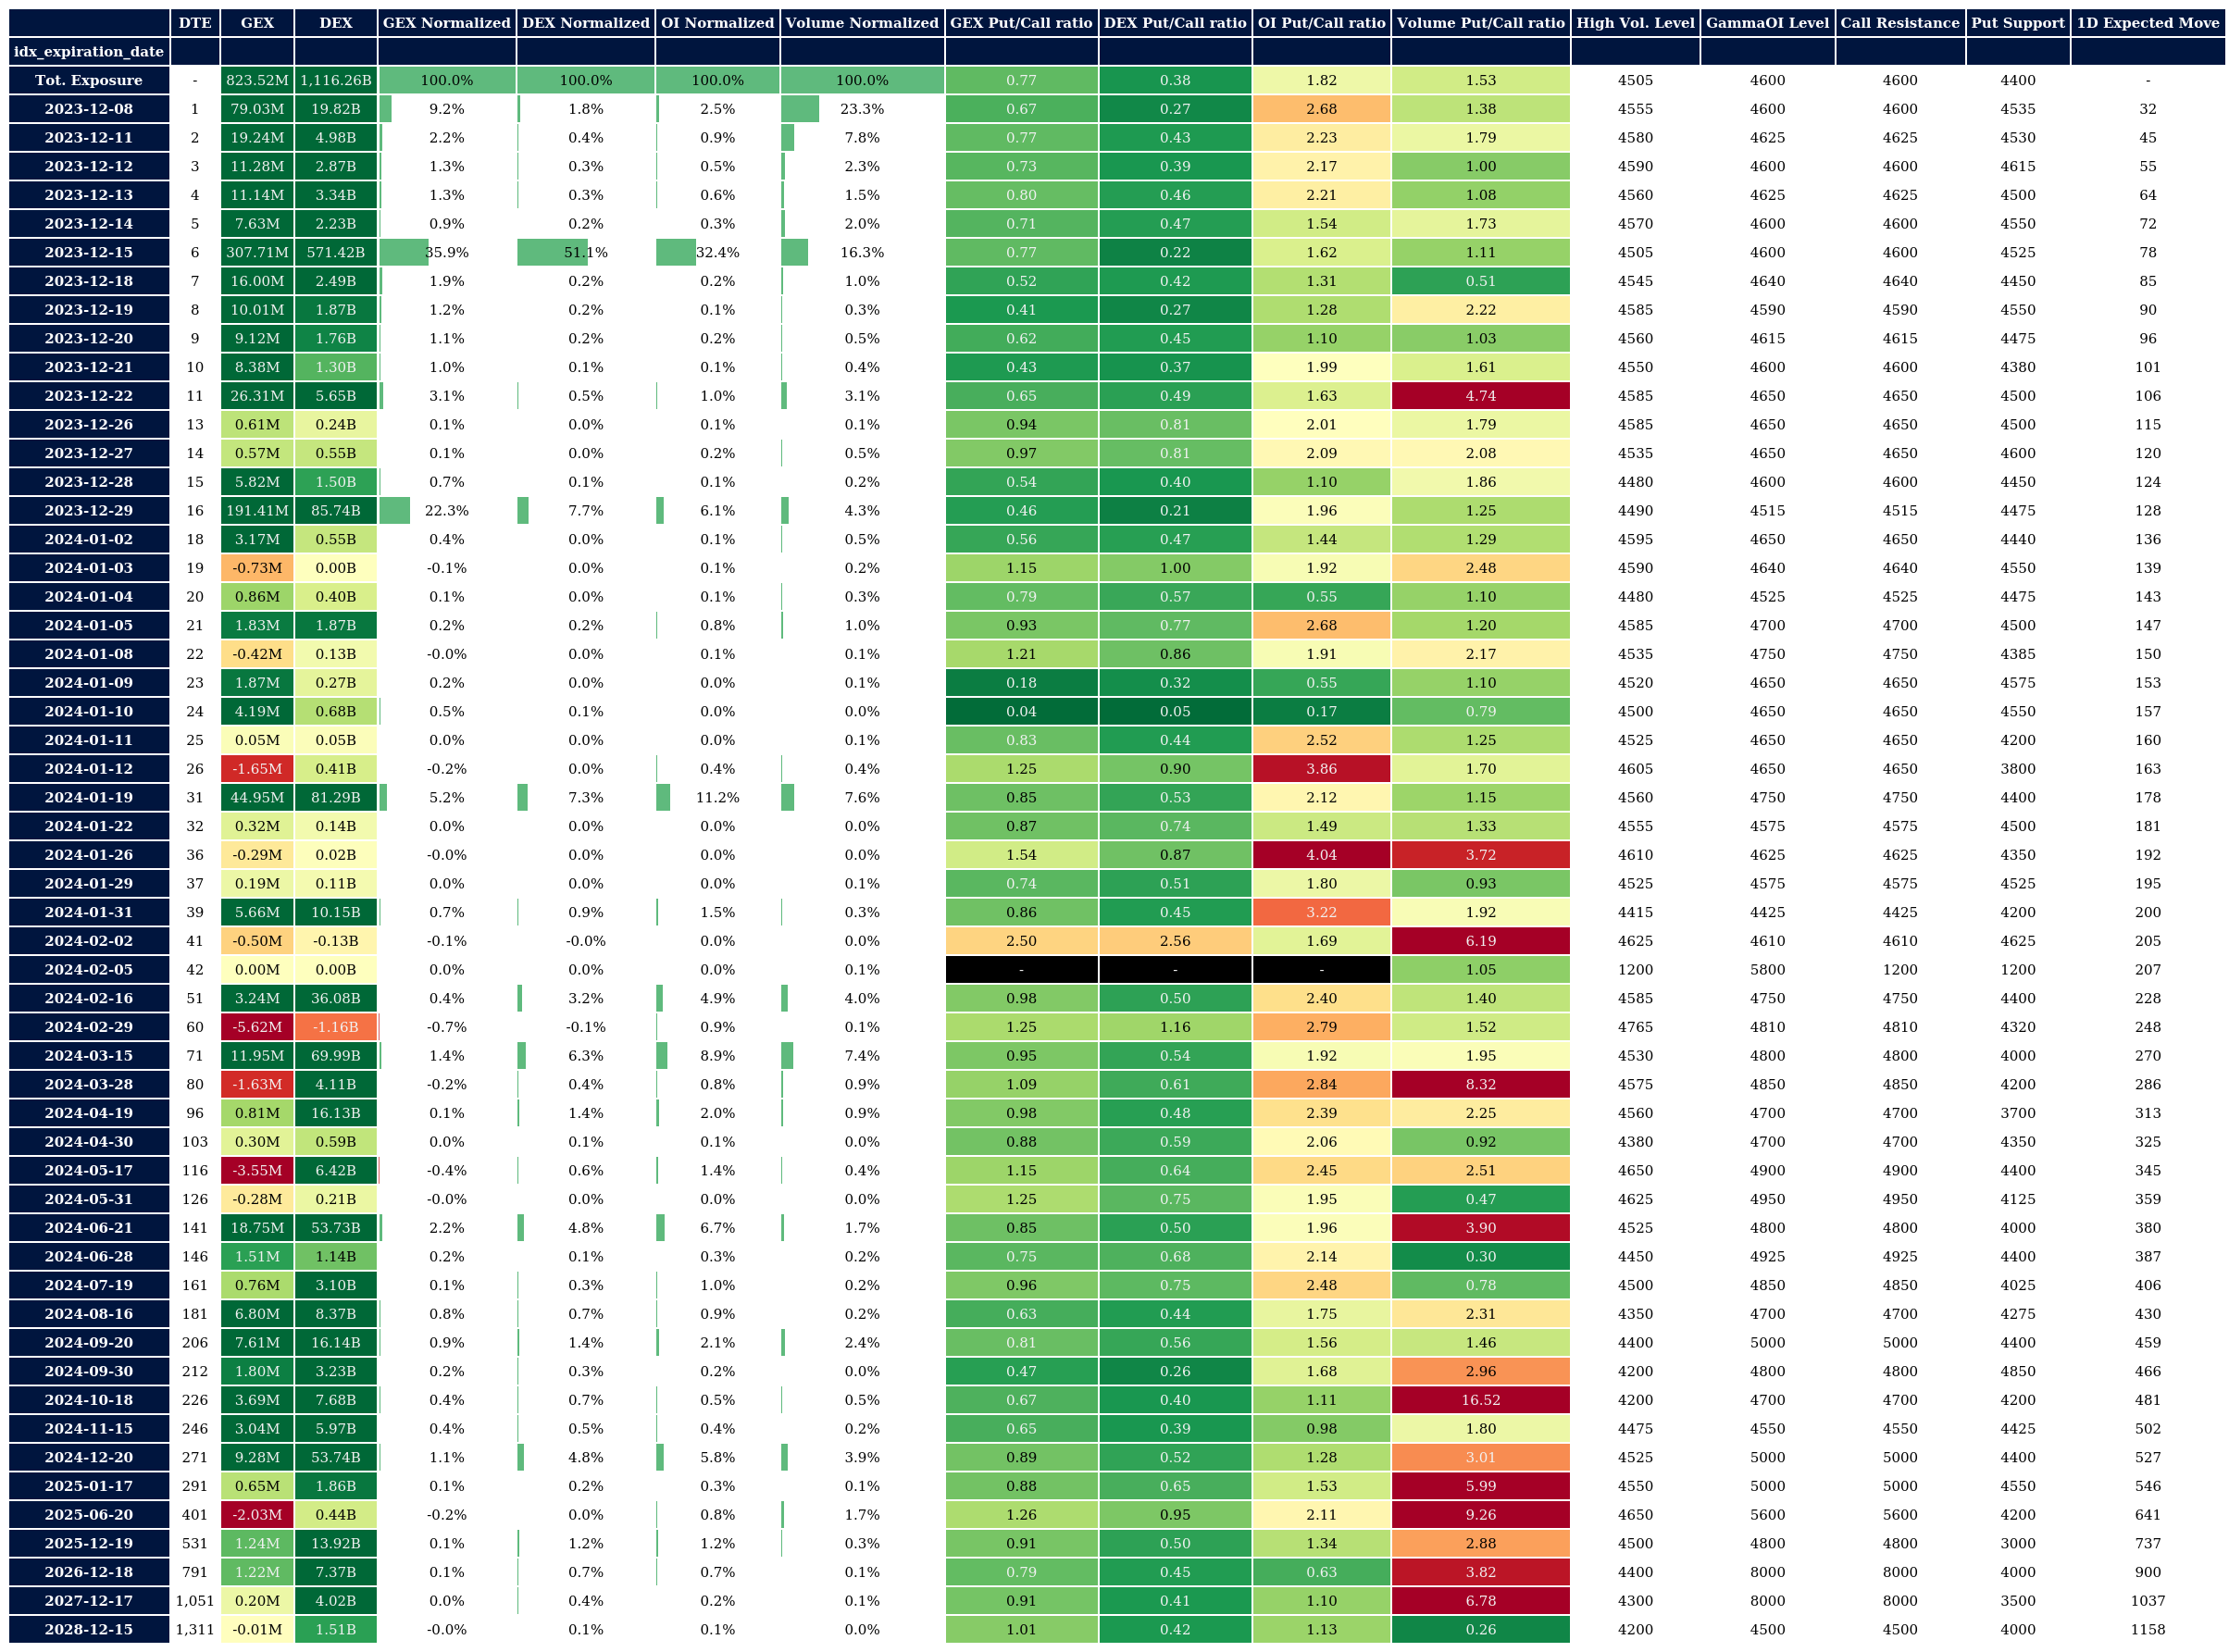 DTE GEX DEX GEX Normalized DEX Normalized OI Normalized Volume Normalized GEX Put/Call ratio DEX Put/Call ratio OI Put/Call ratio Volume Put/Call ratio High Vol. Level GammaOI Level Call Resistance Put Support 1D Expected Move
idx_expiration_date
Tot. Exposure - 823.52M 1,116.26B 100.0% 100.0% 100.0% 100.0% 0.77 0.38 1.82 1.53 4505 4600 4600 4400 -
2023-12-08 1 79.03M 19.82B 9.2% 1.8% 2.5% 23.3% 0.67 0.27 2.68 1.38 4555 4600 4600 4535 32
2023-12-11 2 19.24M 4.98B 2.2% 0.4% 0.9% 7.8% 0.77 0.43 2.23 1.79 4580 4625 4625 4530 45
2023-12-12 3 11.28M 2.87B 1.3% 0.3% 0.5% 2.3% 0.73 0.39 2.17 1.00 4590 4600 4600 4615 55
2023-12-13 4 11.14M 3.34B 1.3% 0.3% 0.6% 1.5% 0.80 0.46 2.21 1.08 4560 4625 4625 4500 64
2023-12-14 5 7.63M 2.23B 0.9% 0.2% 0.3% 2.0% 0.71 0.47 1.54 1.73 4570 4600 4600 4550 72
2023-12-15 6 307.71M 571.42B 35.9% 51.1% 32.4% 16.3% 0.77 0.22 1.62 1.11 4505 4600 4600 4525 78
2023-12-18 7 16.00M 2.49B 1.9% 0.2% 0.2% 1.0% 0.52 0.42 1.31 0.51 4545 4640 4640 4450 85
2023-12-19 8 10.01M 1.87B 1.2% 0.2% 0.1% 0.3% 0.41 0.27 1.28 2.22 4585 4590 4590 4550 90
2023-12-20 9 9.12M 1.76B 1.1% 0.2% 0.2% 0.5% 0.62 0.45 1.10 1.03 4560 4615 4615 4475 96
2023-12-21 10 8.38M 1.30B 1.0% 0.1% 0.1% 0.4% 0.43 0.37 1.99 1.61 4550 4600 4600 4380 101
2023-12-22 11 26.31M 5.65B 3.1% 0.5% 1.0% 3.1% 0.65 0.49 1.63 4.74 4585 4650 4650 4500 106
2023-12-26 13 0.61M 0.24B 0.1% 0.0% 0.1% 0.1% 0.94 0.81 2.01 1.79 4585 4650 4650 4500 115
2023-12-27 14 0.57M 0.55B 0.1% 0.0% 0.2% 0.5% 0.97 0.81 2.09 2.08 4535 4650 4650 4600 120
2023-12-28 15 5.82M 1.50B 0.7% 0.1% 0.1% 0.2% 0.54 0.40 1.10 1.86 4480 4600 4600 4450 124
2023-12-29 16 191.41M 85.74B 22.3% 7.7% 6.1% 4.3% 0.46 0.21 1.96 1.25 4490 4515 4515 4475 128
2024-01-02 18 3.17M 0.55B 0.4% 0.0% 0.1% 0.5% 0.56 0.47 1.44 1.29 4595 4650 4650 4440 136
2024-01-03 19 -0.73M 0.00B -0.1% 0.0% 0.1% 0.2% 1.15 1.00 1.92 2.48 4590 4640 4640 4550 139
2024-01-04 20 0.86M 0.40B 0.1% 0.0% 0.1% 0.3% 0.79 0.57 0.55 1.10 4480 4525 4525 4475 143
2024-01-05 21 1.83M 1.87B 0.2% 0.2% 0.8% 1.0% 0.93 0.77 2.68 1.20 4585 4700 4700 4500 147
2024-01-08 22 -0.42M 0.13B -0.0% 0.0% 0.1% 0.1% 1.21 0.86 1.91 2.17 4535 4750 4750 4385 150
2024-01-09 23 1.87M 0.27B 0.2% 0.0% 0.0% 0.1% 0.18 0.32 0.55 1.10 4520 4650 4650 4575 153
2024-01-10 24 4.19M 0.68B 0.5% 0.1% 0.0% 0.0% 0.04 0.05 0.17 0.79 4500 4650 4650 4550 157
2024-01-11 25 0.05M 0.05B 0.0% 0.0% 0.0% 0.1% 0.83 0.44 2.52 1.25 4525 4650 4650 4200 160
2024-01-12 26 -1.65M 0.41B -0.2% 0.0% 0.4% 0.4% 1.25 0.90 3.86 1.70 4605 4650 4650 3800 163
2024-01-19 31 44.95M 81.29B 5.2% 7.3% 11.2% 7.6% 0.85 0.53 2.12 1.15 4560 4750 4750 4400 178
2024-01-22 32 0.32M 0.14B 0.0% 0.0% 0.0% 0.0% 0.87 0.74 1.49 1.33 4555 4575 4575 4500 181
2024-01-26 36 -0.29M 0.02B -0.0% 0.0% 0.0% 0.0% 1.54 0.87 4.04 3.72 4610 4625 4625 4350 192
2024-01-29 37 0.19M 0.11B 0.0% 0.0% 0.0% 0.1% 0.74 0.51 1.80 0.93 4525 4575 4575 4525 195
2024-01-31 39 5.66M 10.15B 0.7% 0.9% 1.5% 0.3% 0.86 0.45 3.22 1.92 4415 4425 4425 4200 200
2024-02-02 41 -0.50M -0.13B -0.1% -0.0% 0.0% 0.0% 2.50 2.56 1.69 6.19 4625 4610 4610 4625 205
2024-02-05 42 0.00M 0.00B 0.0% 0.0% 0.0% 0.1% - - - 1.05 1200 5800 1200 1200 207
2024-02-16 51 3.24M 36.08B 0.4% 3.2% 4.9% 4.0% 0.98 0.50 2.40 1.40 4585 4750 4750 4400 228
2024-02-29 60 -5.62M -1.16B -0.7% -0.1% 0.9% 0.1% 1.25 1.16 2.79 1.52 4765 4810 4810 4320 248
2024-03-15 71 11.95M 69.99B 1.4% 6.3% 8.9% 7.4% 0.95 0.54 1.92 1.95 4530 4800 4800 4000 270
2024-03-28 80 -1.63M 4.11B -0.2% 0.4% 0.8% 0.9% 1.09 0.61 2.84 8.32 4575 4850 4850 4200 286
2024-04-19 96 0.81M 16.13B 0.1% 1.4% 2.0% 0.9% 0.98 0.48 2.39 2.25 4560 4700 4700 3700 313
2024-04-30 103 0.30M 0.59B 0.0% 0.1% 0.1% 0.0% 0.88 0.59 2.06 0.92 4380 4700 4700 4350 325
2024-05-17 116 -3.55M 6.42B -0.4% 0.6% 1.4% 0.4% 1.15 0.64 2.45 2.51 4650 4900 4900 4400 345
2024-05-31 126 -0.28M 0.21B -0.0% 0.0% 0.0% 0.0% 1.25 0.75 1.95 0.47 4625 4950 4950 4125 359
2024-06-21 141 18.75M 53.73B 2.2% 4.8% 6.7% 1.7% 0.85 0.50 1.96 3.90 4525 4800 4800 4000 380
2024-06-28 146 1.51M 1.14B 0.2% 0.1% 0.3% 0.2% 0.75 0.68 2.14 0.30 4450 4925 4925 4400 387
2024-07-19 161 0.76M 3.10B 0.1% 0.3% 1.0% 0.2% 0.96 0.75 2.48 0.78 4500 4850 4850 4025 406
2024-08-16 181 6.80M 8.37B 0.8% 0.7% 0.9% 0.2% 0.63 0.44 1.75 2.31 4350 4700 4700 4275 430
2024-09-20 206 7.61M 16.14B 0.9% 1.4% 2.1% 2.4% 0.81 0.56 1.56 1.46 4400 5000 5000 4400 459
2024-09-30 212 1.80M 3.23B 0.2% 0.3% 0.2% 0.0% 0.47 0.26 1.68 2.96 4200 4800 4800 4850 466
2024-10-18 226 3.69M 7.68B 0.4% 0.7% 0.5% 0.5% 0.67 0.40 1.11 16.52 4200 4700 4700 4200 481
2024-11-15 246 3.04M 5.97B 0.4% 0.5% 0.4% 0.2% 0.65 0.39 0.98 1.80 4475 4550 4550 4425 502
2024-12-20 271 9.28M 53.74B 1.1% 4.8% 5.8% 3.9% 0.89 0.52 1.28 3.01 4525 5000 5000 4400 527
2025-01-17 291 0.65M 1.86B 0.1% 0.2% 0.3% 0.1% 0.88 0.65 1.53 5.99 4550 5000 5000 4550 546
2025-06-20 401 -2.03M 0.44B -0.2% 0.0% 0.8% 1.7% 1.26 0.95 2.11 9.26 4650 5600 5600 4200 641
2025-12-19 531 1.24M 13.92B 0.1% 1.2% 1.2% 0.3% 0.91 0.50 1.34 2.88 4500 4800 4800 3000 737
2026-12-18 791 1.22M 7.37B 0.1% 0.7% 0.7% 0.1% 0.79 0.45 0.63 3.82 4400 8000 8000 4000 900
2027-12-17 1,051 0.20M 4.02B 0.0% 0.4% 0.2% 0.1% 0.91 0.41 1.10 6.78 4300 8000 8000 3500 1037
2028-12-15 1,311 -0.01M 1.51B -0.0% 0.1% 0.1% 0.0% 1.01 0.42 1.13 0.26 4200 4500 4500 4000 1158